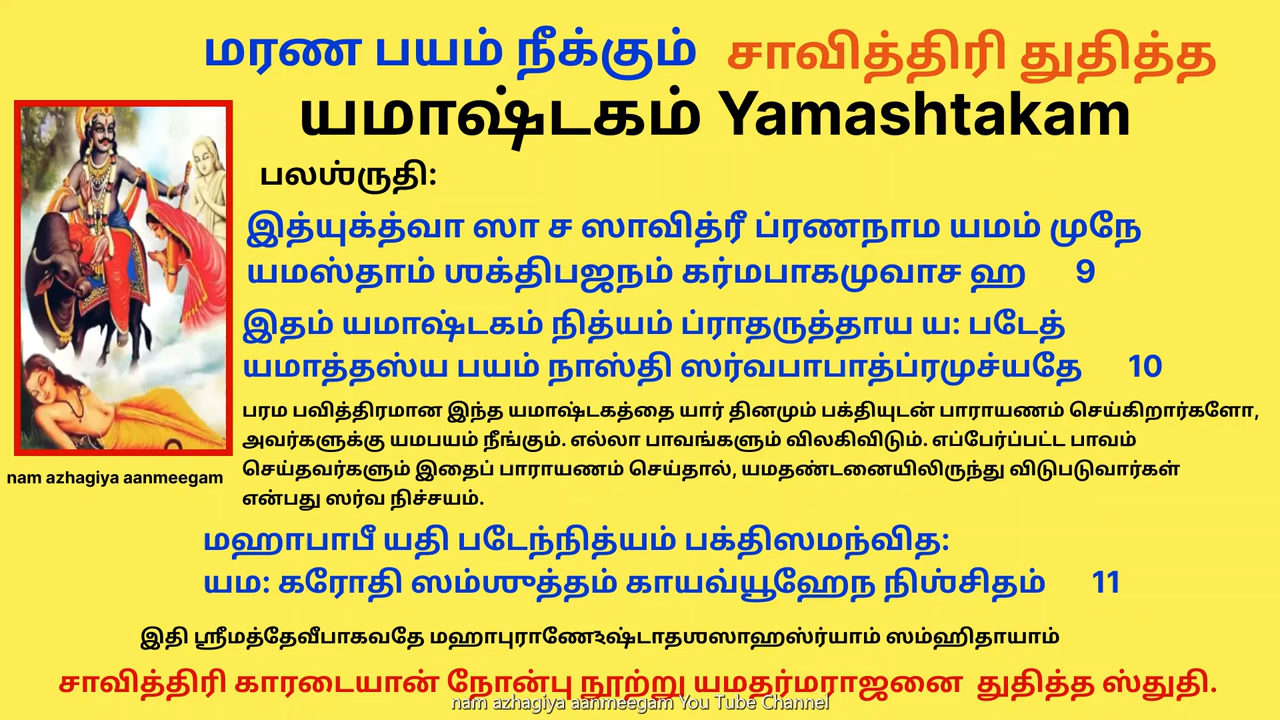 மரண பயம் நீக்கும் சாவித்திரி துதித்த
யமாஷ்டகம் Yamashtakam
பலஶ்ருதி:
இத்யுக்த்வா ஸா ச ஸாவித்ரீ ப்ரணநாம யமம் முநே
யமஸ்தாம் ஶக்திபஜநம் கர்மபாகமுவாச ஹ 9
இதம் யமாஷ்டகம் நித்யம் ப்ராதருத்தாய ய: படேத்
யமாத்தஸ்ய பயம் நாஸ்தி ஸர்வபாபாத்ப்ரமுச்யதே 10
பரம பவித்திரமான இந்த யமாஷ்டகத்தை யார் தினமும் பக்தியுடன் பாராயணம் செய்கிறார்களோ,
அவர்களுக்கு யமபயம் நீங்கும். எல்லா பாவங்களும் விலகிவிடும். எப்பேர்ப்பட்ட பாவம்
செய்தவர்களும் இதைப் பாராயணம் செய்தால், யமதண்டனையிலிருந்து விடுபடுவார்கள்
என்பது ஸர்வ நிச்சயம்.
nam azhagiya aanmeegam
மஹாபாபீ யதி படேந்நித்யம் பக்திஸமந்வித:
யம: கரோதி ஸம்ஶுத்தம் காயவ்யூஹேந நிஶ்சிதம் 11
இதி ஶ்ரீமத்தேவீபாகவதே மஹாபுராணேઽஷ்டாதஶஸாஹஸ்ர்யாம் ஸம்ஹிதாயாம்
சாவித்திரி காரடையான் நோன்பு நூற்று யமதர்மராஜனை துதித்த ஸ்துதி.
nam azhagiya aanmeegam You Tube Channel